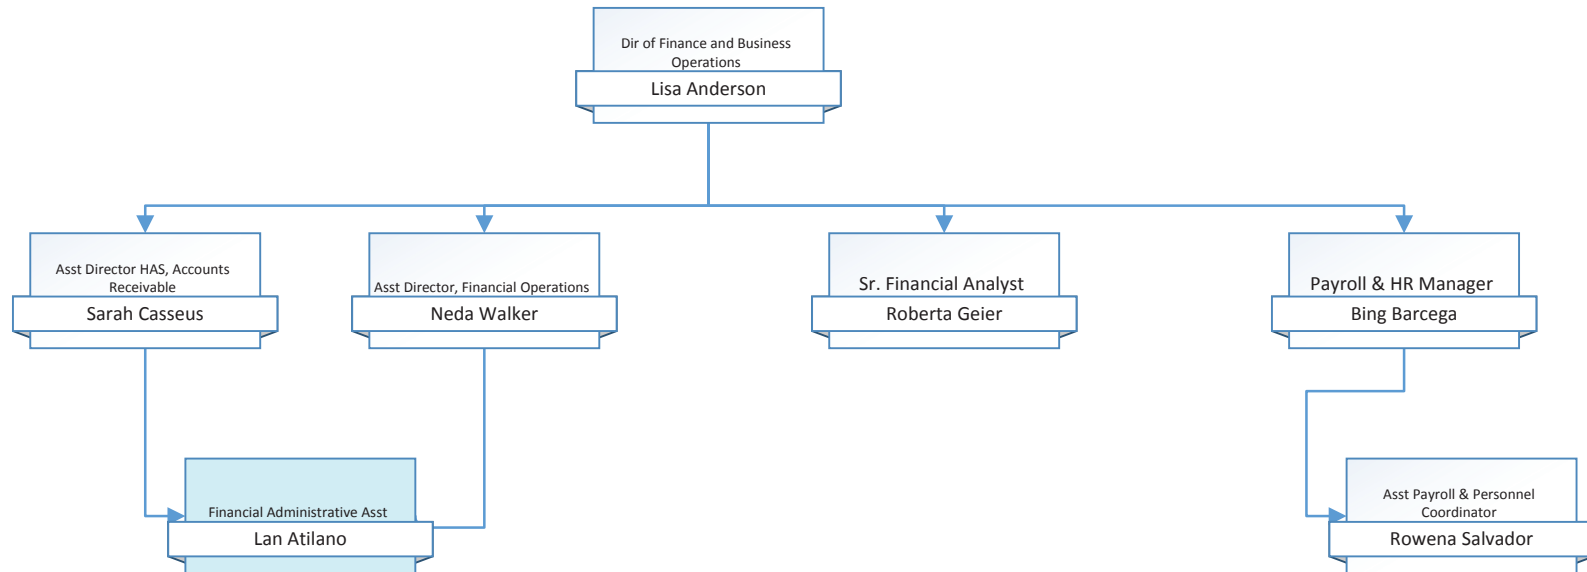 Dir of Finance and Business
Operations
Lisa Anderson
Asst Director HAS, Accounts
Receivable
Sarah Casseus
Asst Director, Financial Operations
Neda Walker
Sr. Financial Analyst
Roberta Geier
Payroll & HR Manager
Bing Barcega
Financial Administrative Asst
Lan Atilano
Asst Payroll & Personnel
Coordinator
Rowena Salvador